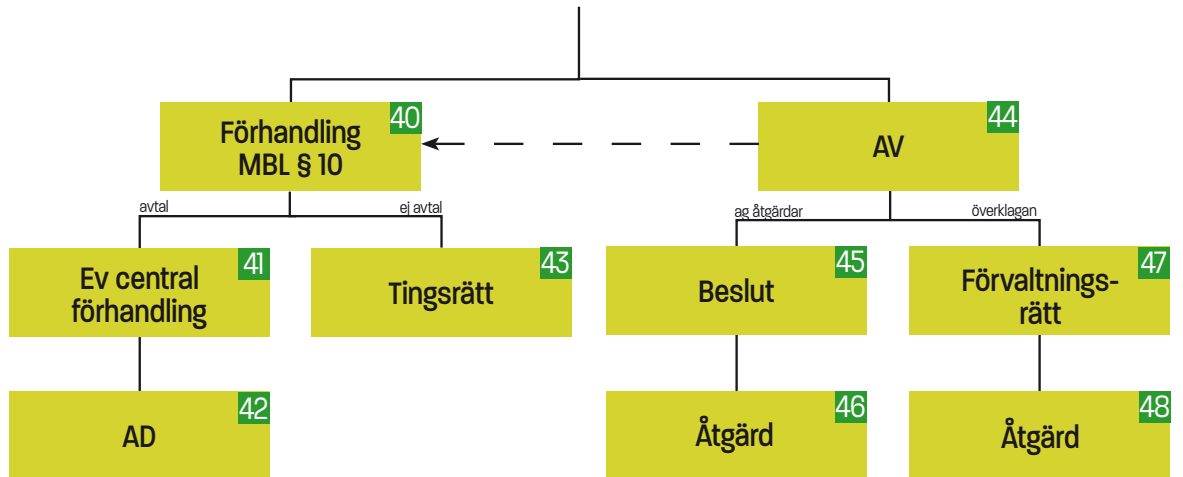 40
Förhandling
MBL § 10
44
AV
avtal
ej avtal
ag åtgärdar
överklagan
41
Ev central
förhandling
43
Tingsrätt
45
Beslut
47
Förvaltnings-
rätt
42
AD
46
Åtgärd
48
Åtgärd